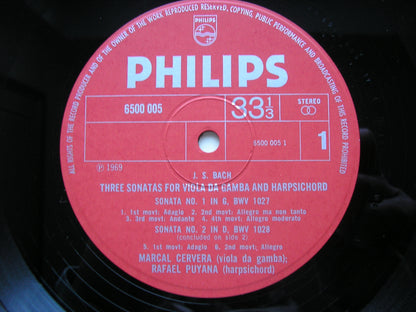 AND OF THE OWNER OF THE WORK REPRODUCED RESERVED, COPYING, PUBLIC PERFORMANCE AND BROADCASTING OF THIS RECORD PROHIBITED
ALL RIGHTS OF THE RECORD PRODUCER
PHILIPS
PHILIPS
6500 005
33 1/3
STEREO
6500 005 1
1
℗ 1969
J. S. BACH
THREE SONATAS FOR VIOLA DA GAMBA AND HARPSICHORD
SONATA NO. 1 IN G, BWV 1027
1. 1st movt: Adagio 2. 2nd movt: Allegro ma non tanto
3. 3rd movt: Andante 4. 4th movt: Allegro moderato
SONATA NO. 2 IN D, BWV 1028
(concluded on side 2)
5. 1st movt: Adagio 6. 2nd movt: Allegro
MARCAL CERVERA (viola da gamba);
RAFAEL PUYANA (harpsichord)